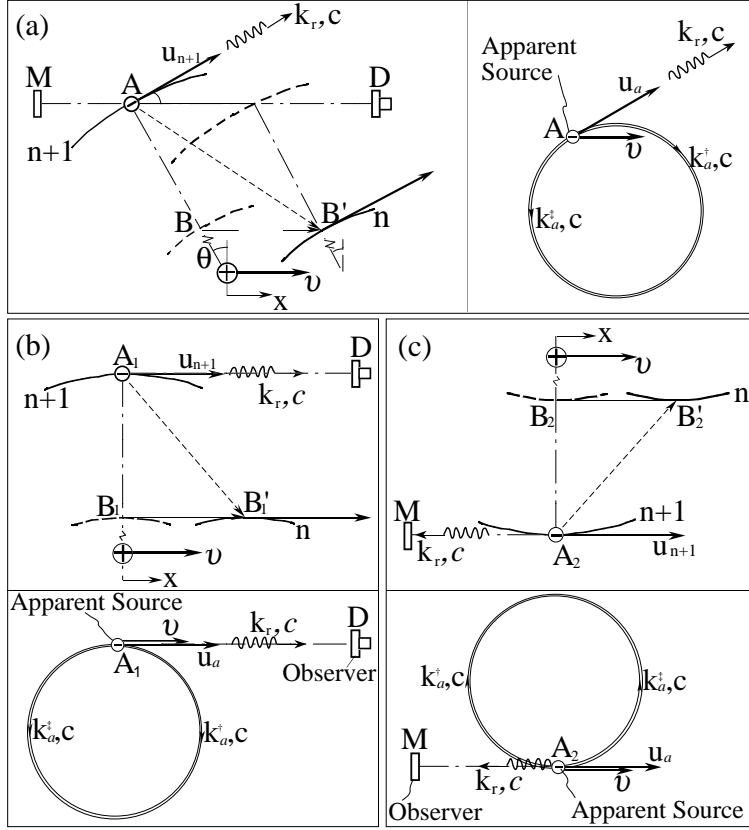 (a)
k_r, c
u_{n+1}
M
A
D
n+1
B
B'
n
θ
υ
x
Apparent
Source
k_r, c
u_a
A
υ
k_a^†, c
k_a^‡, c
(b)
A_1
u_{n+1}
D
n+1
k_r, c
B_1
B_1'
n
υ
x
Apparent Source
υ
k_r, c
D
A_1
u_a
Observer
k_a^‡, c
k_a^†, c
(c)
x
υ
B_2
B_2'
n
M
n+1
k_r, c
A_2
u_{n+1}
k_a^†, c
k_a^‡, c
M
A_2
u_a
k_r, c
υ
Observer
Apparent Source